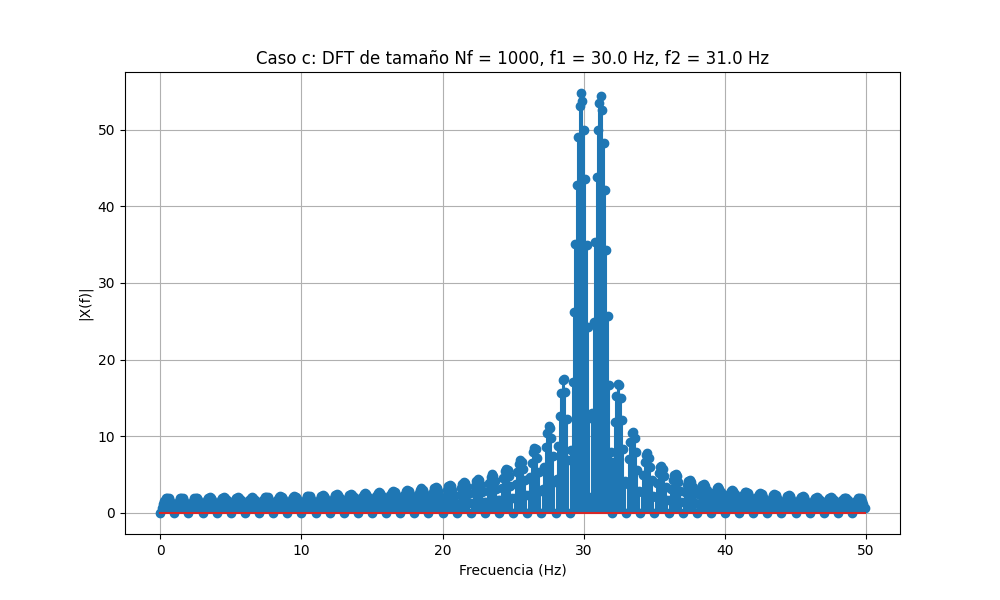 Caso c: DFT de tamaño Nf = 1000, f1 = 30.0 Hz, f2 = 31.0 Hz
|X(f)|
50
40
30
20
10
0
0 10 20 30 40 50
Frecuencia (Hz)